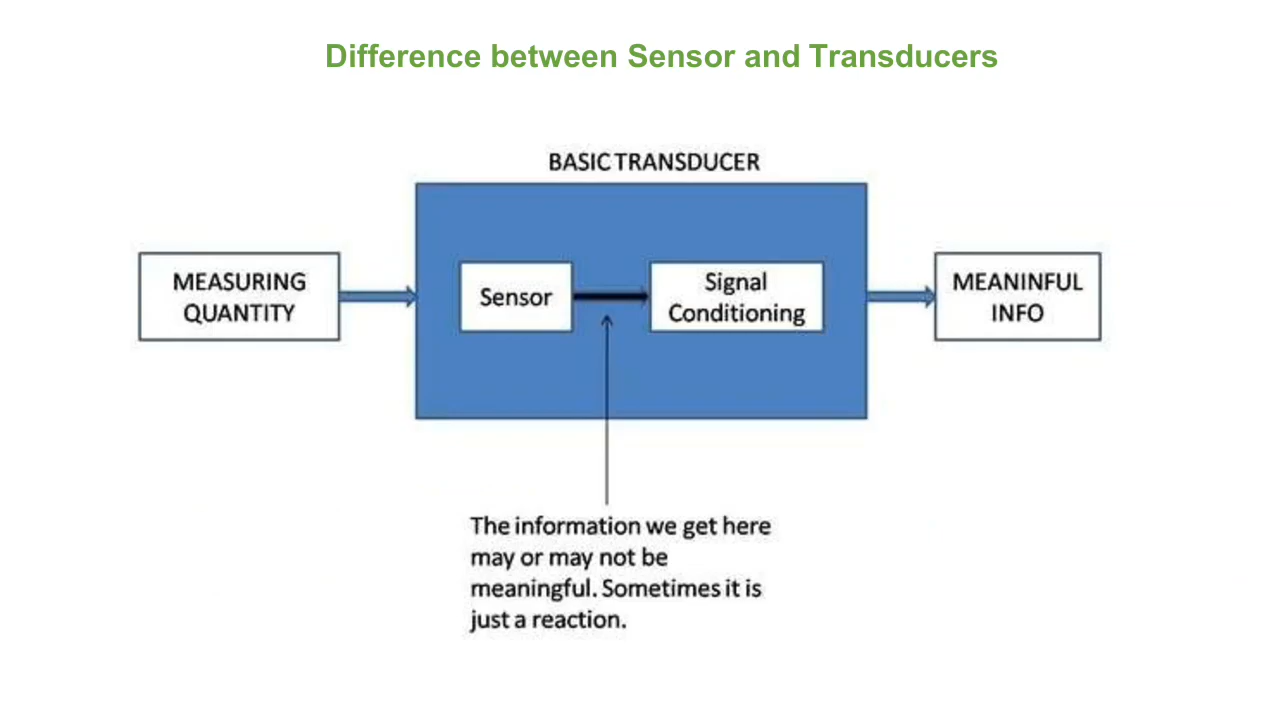 Difference between Sensor and Transducers
BASIC TRANSDUCER
MEASURING
QUANTITY
Sensor
Signal
Conditioning
MEANINFUL
INFO
The information we get here
may or may not be
meaningful. Sometimes it is
just a reaction.